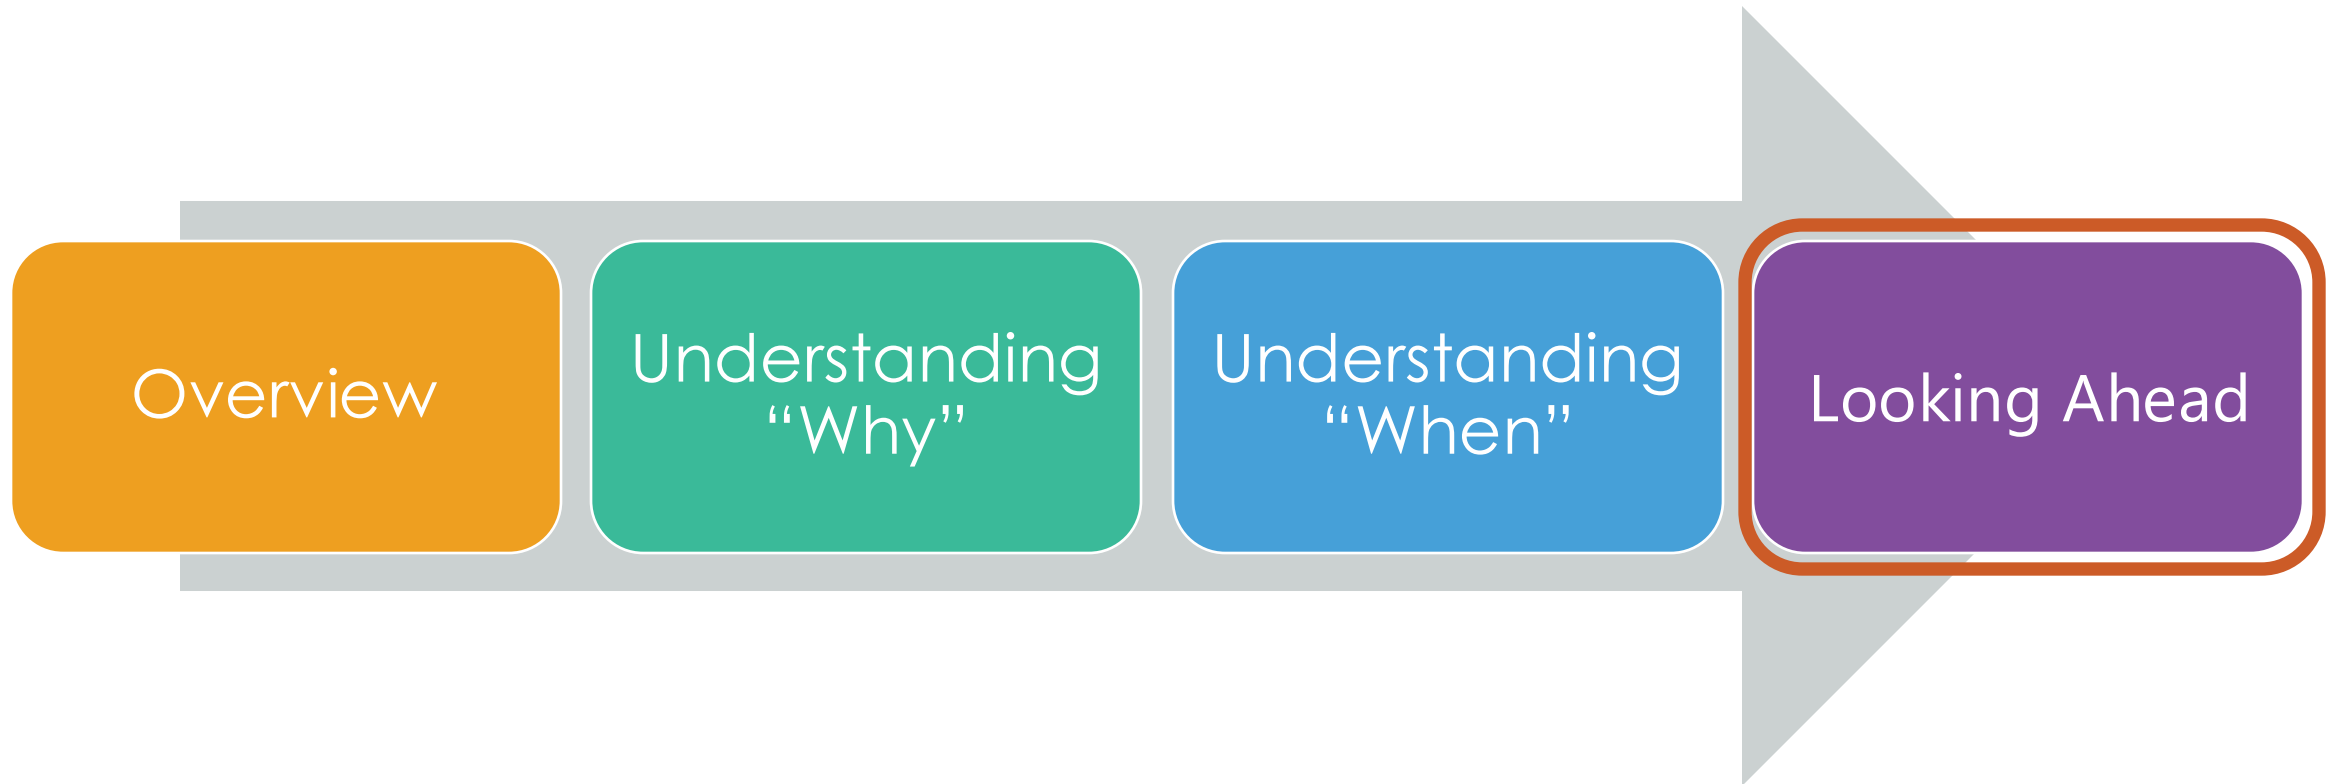 Overview
Understanding
“Why”
Understanding
“When”
Looking Ahead